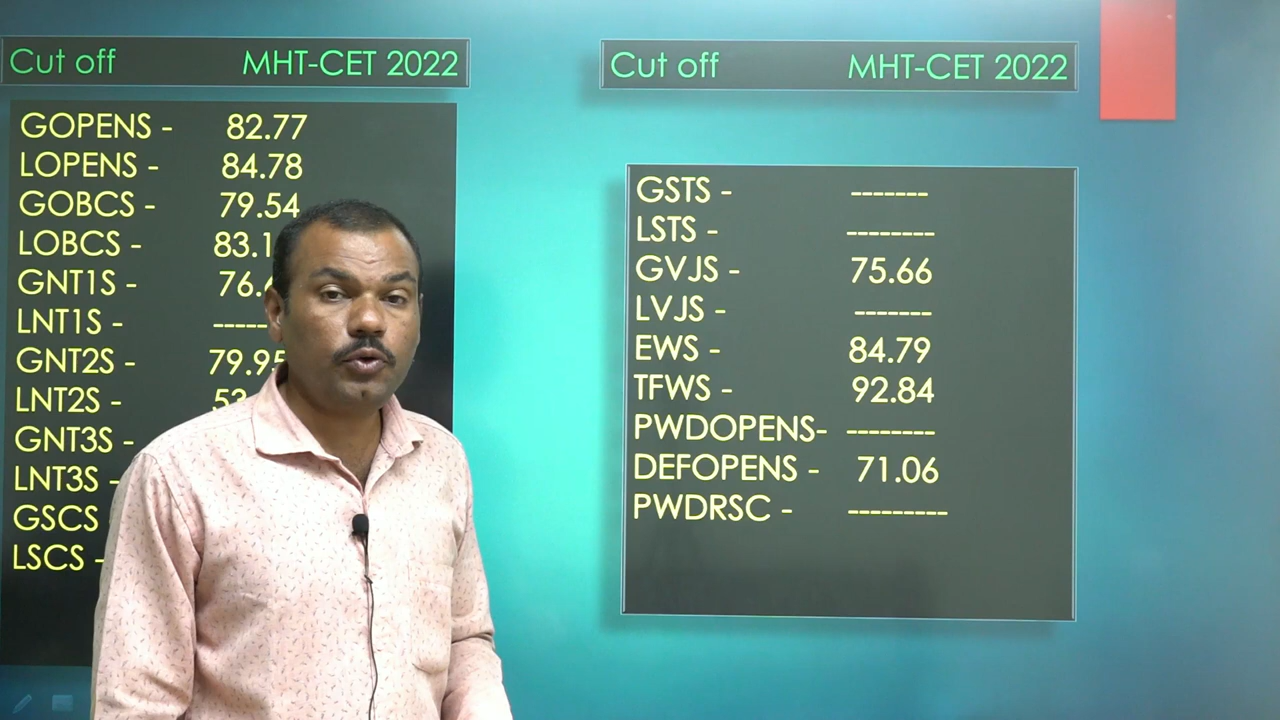 Cut off MHT-CET 2022
GOPENS - 82.77
LOPENS - 84.78
GOBCS - 79.54
LOBCS -
GNT1S -
LNT1S - -----
GNT2S -
LNT2S -
GNT3S -
LNT3S -
GSCS
LSCS -
Cut off MHT-CET 2022
GSTS - -------
LSTS - --------
GVJS - 75.66
LVJS - -------
EWS - 84.79
TFWS - 92.84
PWDOPENS- --------
DEFOPENS - 71.06
PWDRSC - ---------